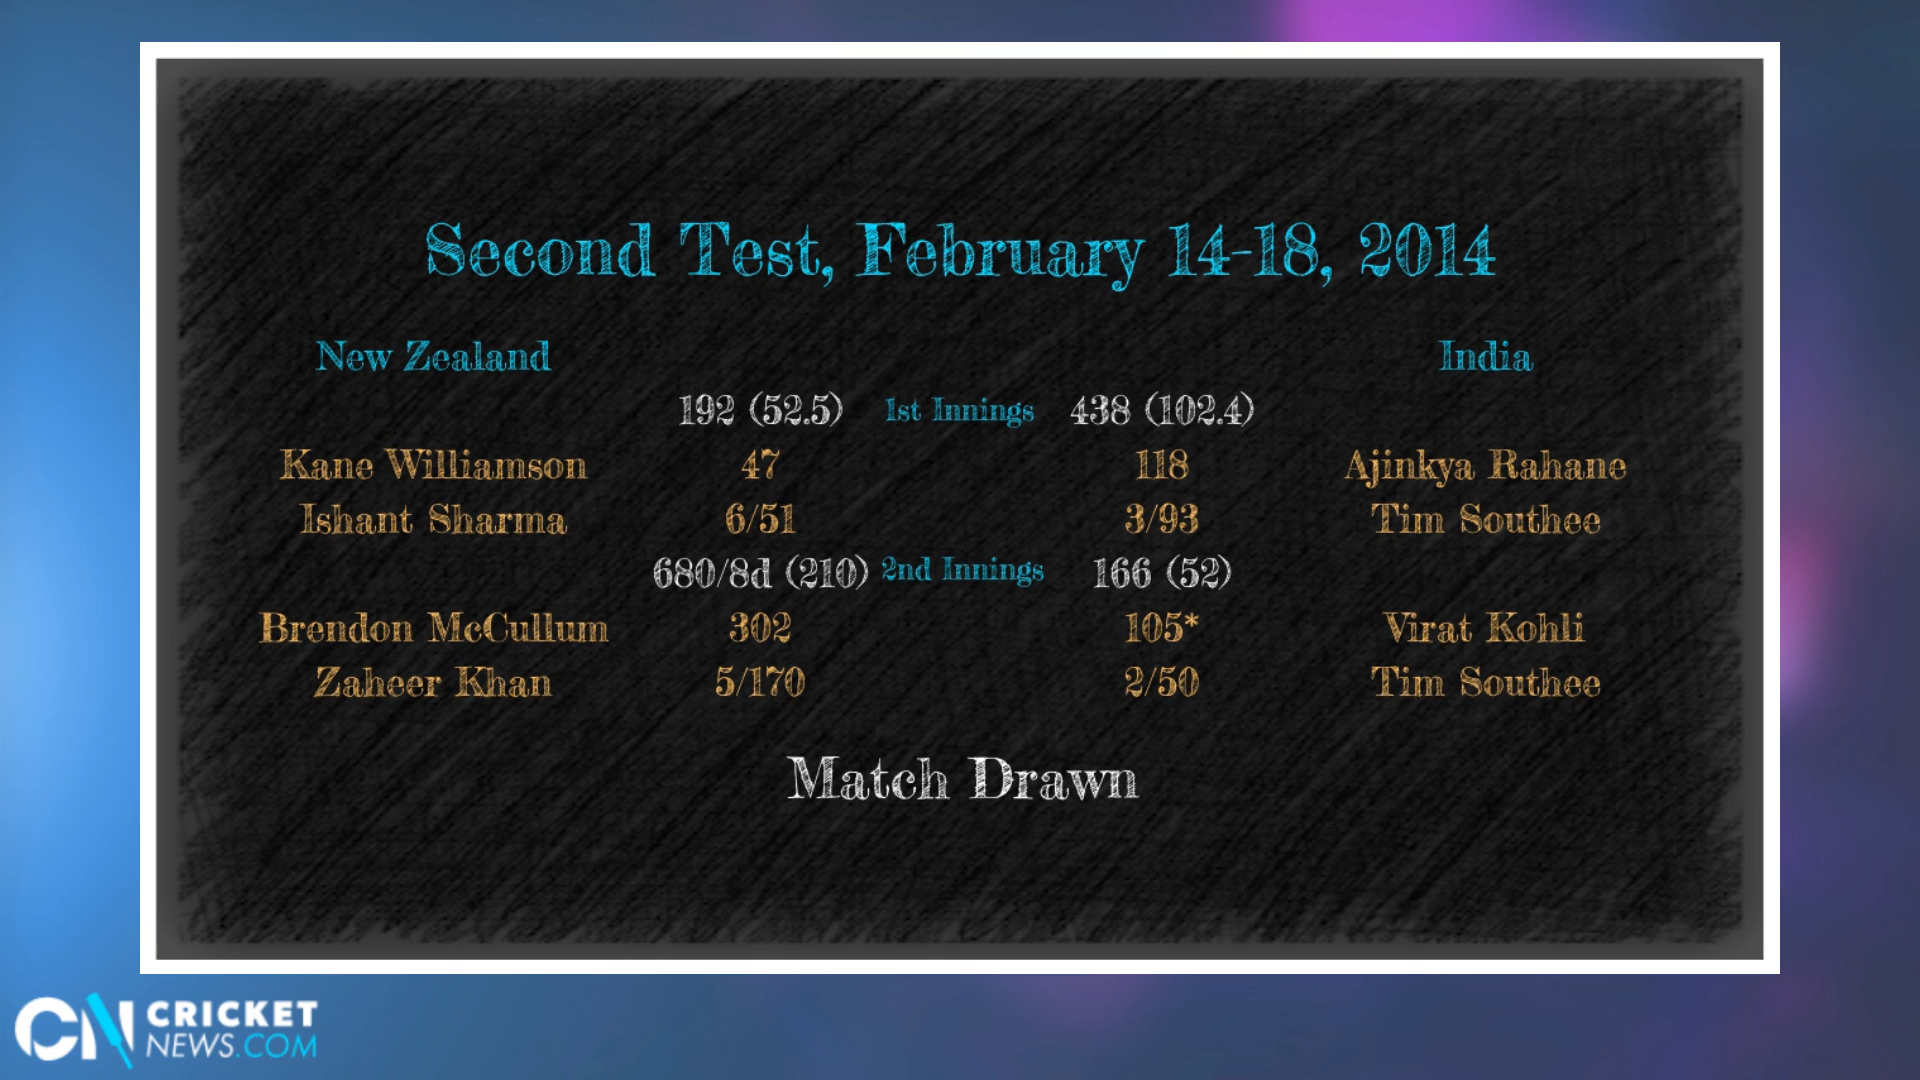 Second Test, February 14-18, 2014
New Zealand India
192 (52.5) 1st Innings 438 (102.4)
Kane Williamson 47 118 Ajinkya Rahane
Ishant Sharma 6/51 3/93 Tim Southee
680/8d (210) 2nd Innings 166 (52)
Brendon McCullum 302 105* Virat Kohli
Zaheer Khan 5/170 2/50 Tim Southee
Match Drawn
CN CRICKET
NEWS.COM